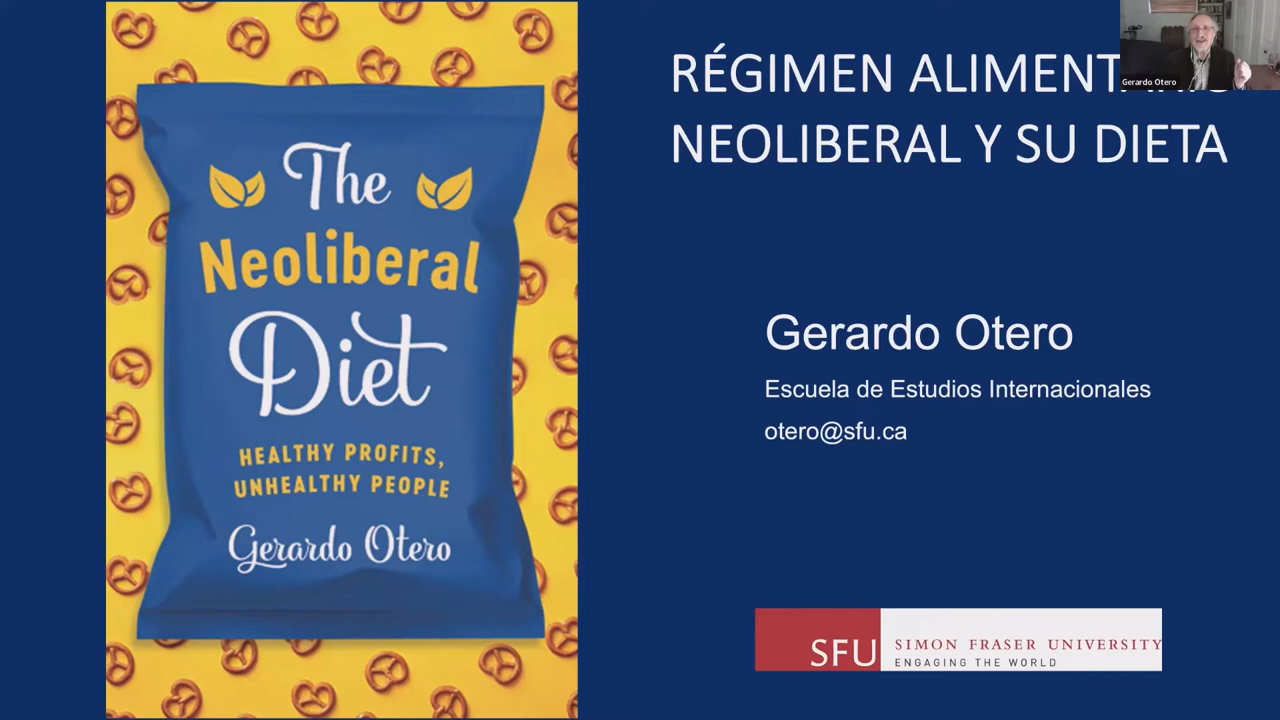 The
Neoliberal
Diet
HEALTHY PROFITS,
UNHEALTHY PEOPLE
Gerardo Otero
RÉGIMEN
NEOLIBERAL Y SU DIETA
Gerardo Otero
Gerardo Otero
Escuela de Estudios Internacionales
otero@sfu.ca
SFU
SIMON FRASER UNIVERSITY
ENGAGING THE WORLD